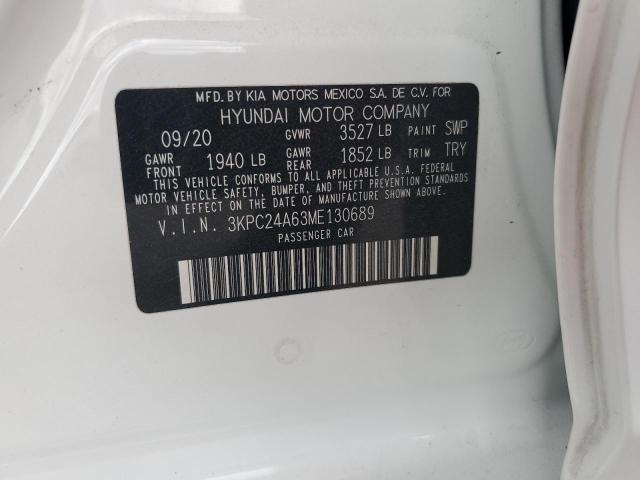 MFD. BY KIA MOTORS MEXICO S.A. DE C.V. FOR
HYUNDAI MOTOR COMPANY
09/20 GVWR 3527 LB PAINT SWP
GAWR FRONT 1940 LB GAWR REAR 1852 LB TRIM TRY
THIS VEHICLE CONFORMS TO ALL APPLICABLE U.S.A. FEDERAL
MOTOR VEHICLE SAFETY, BUMPER, AND THEFT PREVENTION STANDARDS
IN EFFECT ON THE DATE OF MANUFACTURE SHOWN ABOVE.
V.I.N. 3KPC24A63ME130689
PASSENGER CAR